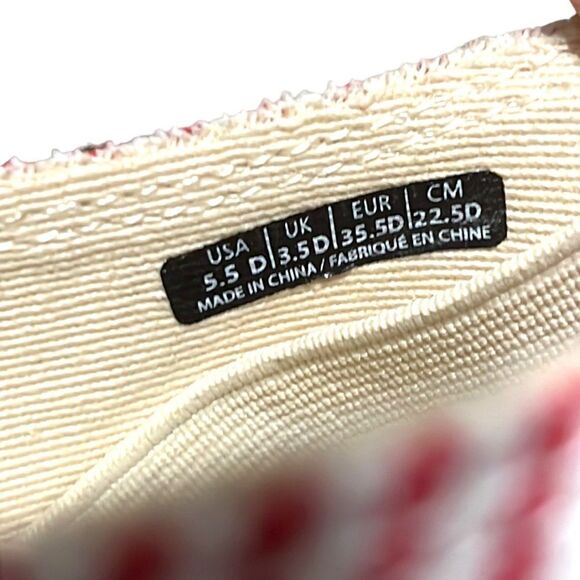 USA | UK | EUR | CM
5.5 D | 3.5 D | 35.5D | 22.5D
MADE IN CHINA / FABRIQUÉ EN CHINE